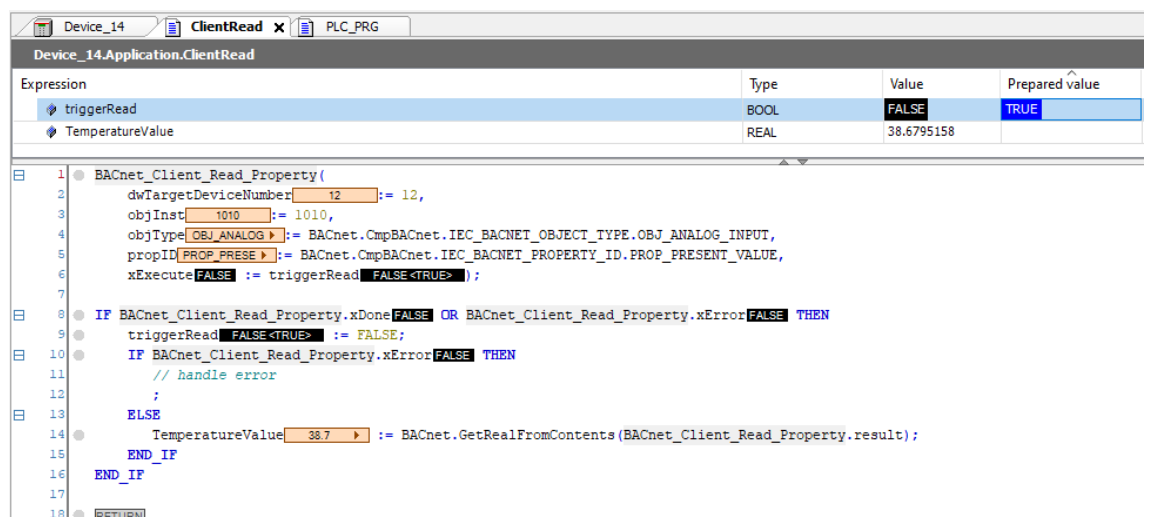 Device_14 ClientRead X PLC_PRG
Device_14.Application.ClientRead
Expression Type Value Prepared value
triggerRead BOOL FALSE TRUE
TemperatureValue REAL 38.6795158
1 BACnet_Client_Read_Property(
2 dwTargetDeviceNumber 12 := 12,
3 objInst 1010 := 1010,
4 objType OBJ_ANALOG := BACnet.CmpBACnet.IEC_BACNET_OBJECT_TYPE.OBJ_ANALOG_INPUT,
5 propID PROP_PRESE := BACnet.CmpBACnet.IEC_BACNET_PROPERTY_ID.PROP_PRESENT_VALUE,
6 xExecute FALSE := triggerRead FALSE<TRUE> );
7
8 IF BACnet_Client_Read_Property.xDone FALSE OR BACnet_Client_Read_Property.xError FALSE THEN
9 triggerRead FALSE<TRUE> := FALSE;
10 IF BACnet_Client_Read_Property.xError FALSE THEN
11 // handle error
12 ;
13 ELSE
14 TemperatureValue 38.7 := BACnet.GetRealFromContents(BACnet_Client_Read_Property.result);
15 END_IF
16 END_IF
17
18 RETURN